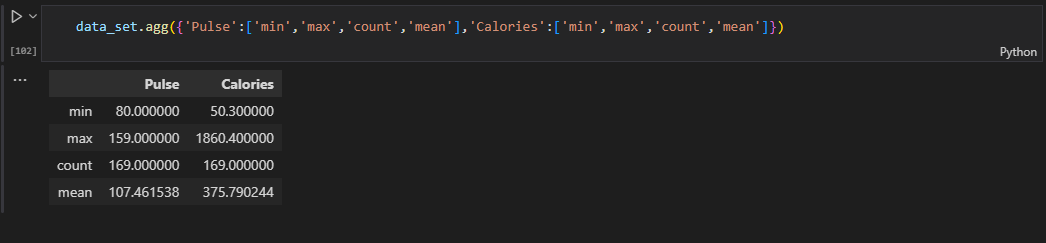 data_set.agg({'Pulse':['min','max','count','mean'],'Calories':['min','max','count','mean']})
[102]
Python
...
Pulse Calories
min 80.000000 50.300000
max 159.000000 1860.400000
count 169.000000 169.000000
mean 107.461538 375.790244